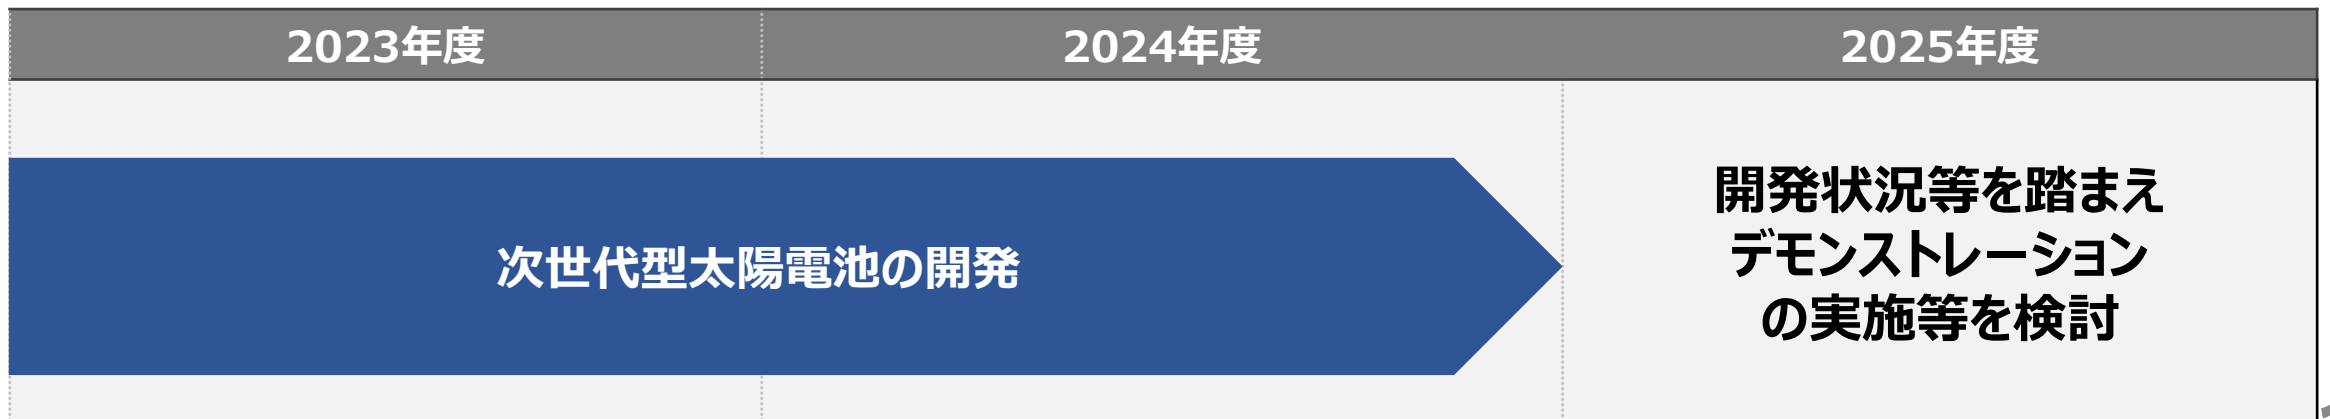 2023年度
2024年度
2025年度
次世代型太陽電池の開発
開発状況等を踏まえ
デモンストレーション
の実施等を検討